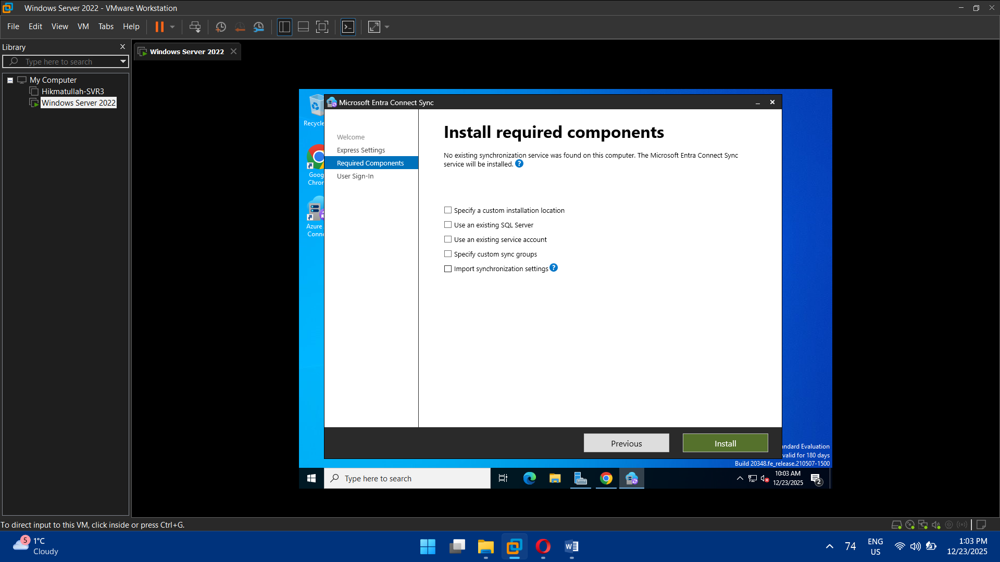 Windows Server 2022 - VMware Workstation
File Edit View VM Tabs Help
Library
Type here to search
My Computer
Hikmatullah-SVR3
Windows Server 2022
Windows Server 2022
Recycle
Goog
Chron
Azure
Conne
Microsoft Entra Connect Sync
Welcome
Express Settings
Required Components
User Sign-In
Install required components
No existing synchronization service was found on this computer. The Microsoft Entra Connect Sync
service will be installed. ?
Specify a custom installation location
Use an existing SQL Server
Use an existing service account
Specify custom sync groups
Import synchronization settings ?
Previous
Install
ndard Evaluation
valid for 180 days
Build 20348.fe_release.210507-1500
Type here to search
10:03 AM
12/23/2025
2
To direct input to this VM, click inside or press Ctrl+G.
5
1°C
Cloudy
74
ENG
US
1:03 PM
12/23/2025